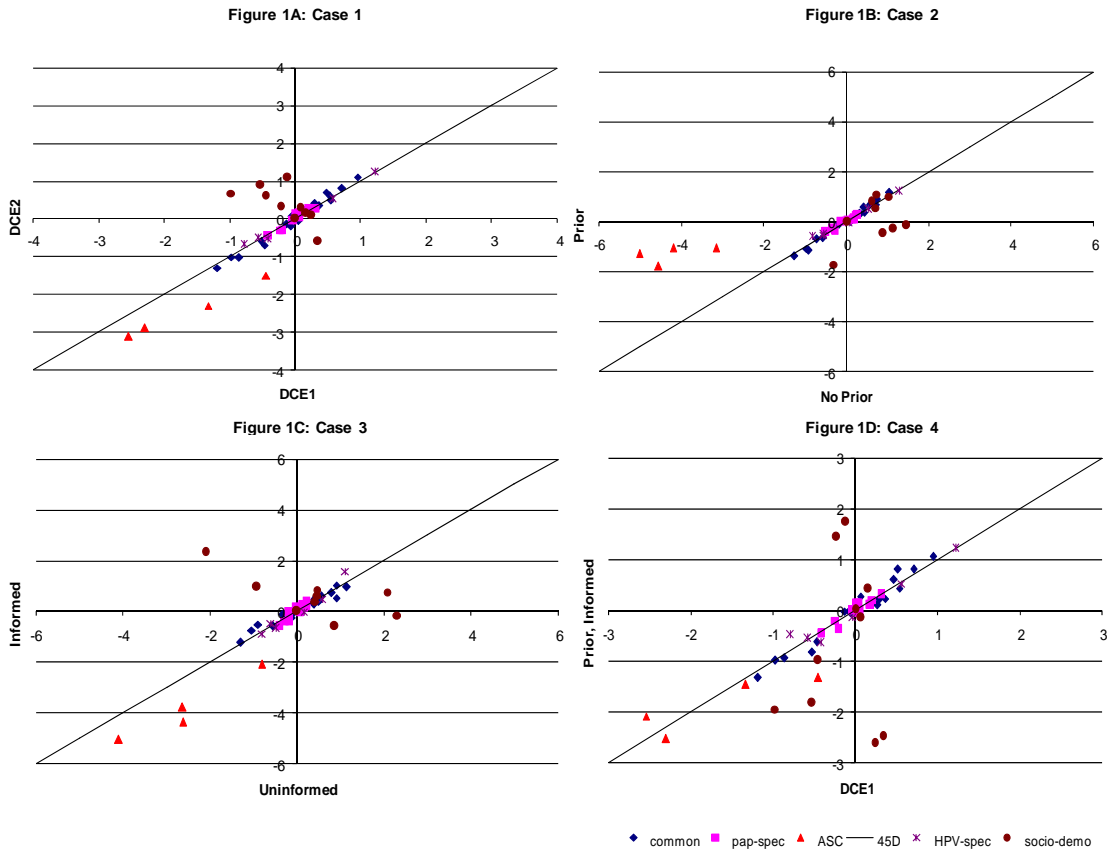 Figure 1A: Case 1
4
3
2
1
0
-1
-2
-3
-4
-4 -3 -2 -1 0 1 2 3 4
DCE2
DCE1
Figure 1B: Case 2
6
4
2
0
-2
-4
-6
-6 -4 -2 0 2 4 6
Prior
No Prior
Figure 1C: Case 3
6
4
2
0
-2
-4
-6
-6 -4 -2 0 2 4 6
Informed
Uninformed
Figure 1D: Case 4
3
2
1
0
-1
-2
-3
-3 -2 -1 0 1 2 3
Prior, Informed
DCE1
common pap-spec ASC 45D HPV-spec socio-demo